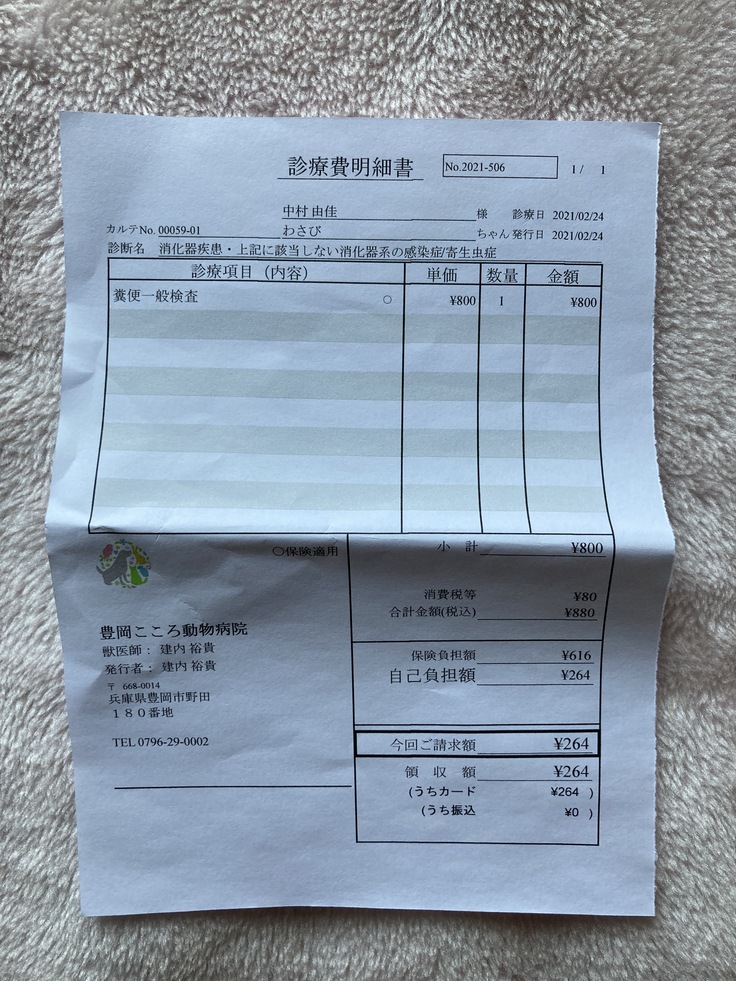 診療費明細書 No.2021-506 1 / 1
中村 由佳 様 診療日 2021/02/24
カルテNo. 00059-01 わさび ちゃん 発行日 2021/02/24
診断名 消化器疾患・上記に該当しない消化器系の感染症/寄生虫症
診療項目（内容） 単価 数量 金額
糞便一般検査 ○ ¥800 1 ¥800
○保険適用 小 計 ¥800
消費税等 ¥80
合計金額(税込) ¥880
豊岡こころ動物病院
獣医師： 建内 裕貴
発行者： 建内 裕貴
〒 668-0014
兵庫県豊岡市野田
１８０番地
TEL 0796-29-0002
保険負担額 ¥616
自己負担額 ¥264
今回ご請求額 ¥264
領 収 額 ¥264
(うちカード ¥264 )
(うち振込 ¥0 )